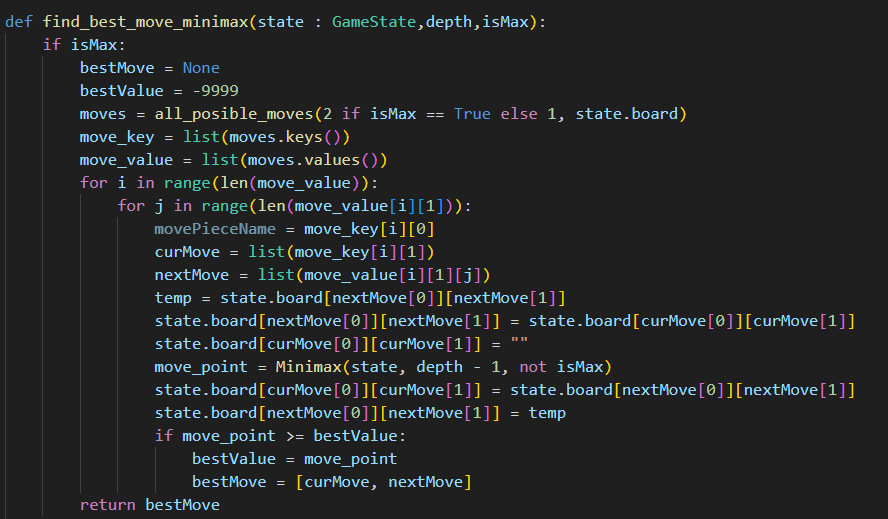 def find_best_move_minimax(state : GameState,depth,isMax):
    if isMax:
        bestMove = None
        bestValue = -9999
        moves = all_posible_moves(2 if isMax == True else 1, state.board)
        move_key = list(moves.keys())
        move_value = list(moves.values())
        for i in range(len(move_value)):
            for j in range(len(move_value[i][1])):
                movePieceName = move_key[i][0]
                curMove = list(move_key[i][1])
                nextMove = list(move_value[i][1][j])
                temp = state.board[nextMove[0]][nextMove[1]]
                state.board[nextMove[0]][nextMove[1]] = state.board[curMove[0]][curMove[1]]
                state.board[curMove[0]][curMove[1]] = ""
                move_point = Minimax(state, depth - 1, not isMax)
                state.board[curMove[0]][curMove[1]] = state.board[nextMove[0]][nextMove[1]]
                state.board[nextMove[0]][nextMove[1]] = temp
                if move_point >= bestValue:
                    bestValue = move_point
                    bestMove = [curMove, nextMove]
        return bestMove